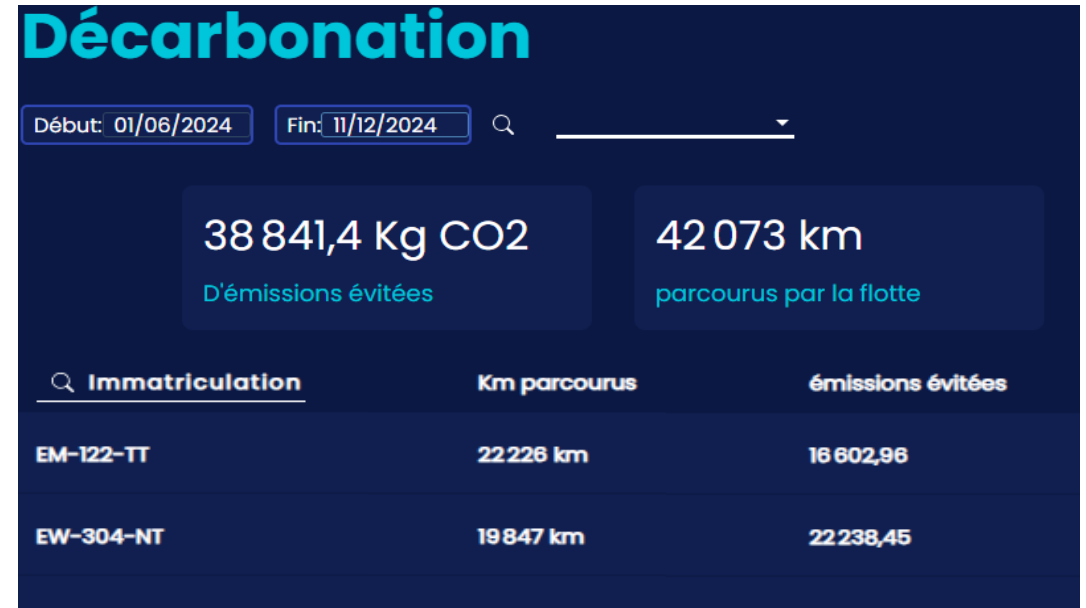 Décarbonation
Début: 01/06/2024 Fin: 11/12/2024
38 841,4 Kg CO2 42 073 km
D'émissions évitées parcourus par la flotte
Immatriculation Km parcourus émissions évitées
EM-122-TT 22 226 km 16 602,96
EW-304-NT 19 847 km 22 238,45